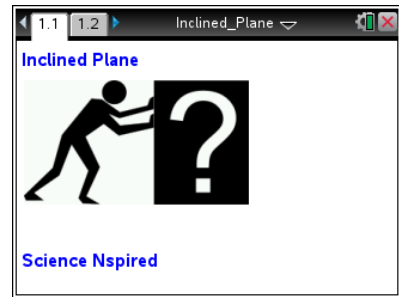 1.1 1.2 Inclined_Plane
Inclined Plane
?
Science Nspired